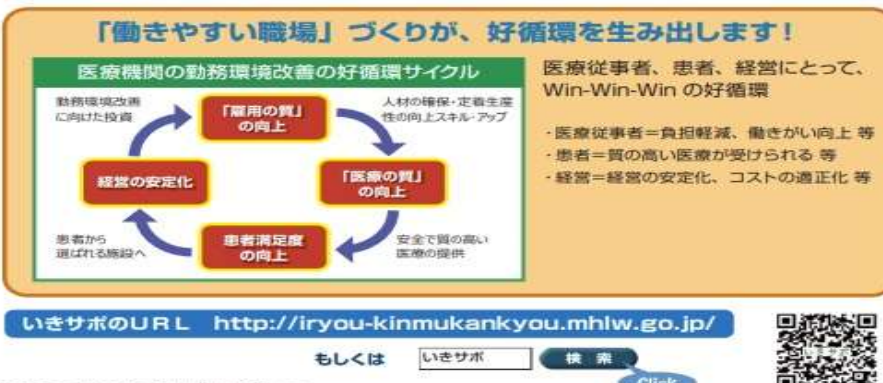 「働きやすい職場」づくりが、好循環を生み出します!
医療機関の勤務環境改善の好循環サイクル
勤務環境改善
に向けた投資
「雇用の質」
の向上
人材の確保・定着生産
性の向上スキル・アップ
経営の安定化
「医療の質」
の向上
患者から
選ばれる施設へ
患者満足度
の向上
安全で質の高い
医療の提供
医療従事者、患者、経営にとって、
Win-Win-Win の好循環
・医療従事者=負担軽減、働きがい向上 等
・患者=質の高い医療が受けられる 等
・経営=経営の安定化、コストの適正化 等
いきサポのURL http://iryou-kinmukankyou.mhlw.go.jp/
もしくは いきサポ 検 索
Click